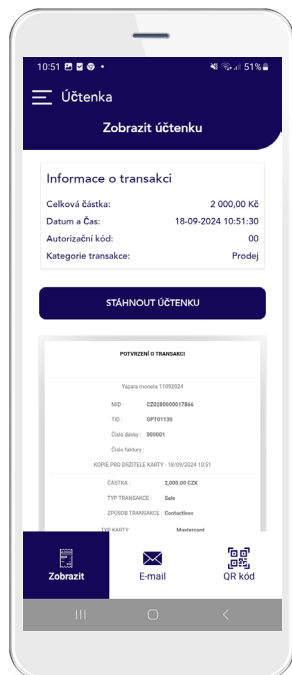 10:51 51%
Účtenka
Zobrazit účtenku
Informace o transakci
Celková částka: 2 000,00 Kč
Datum a Čas: 18-09-2024 10:51:30
Autorizační kód: 00
Kategorie transakce: Prodej
STÁHNOUT ÚČTENKU
POTVRZENÍ O TRANSAKCI
Yazara moneta 11092024
MID: CZ0280000017866
TID: GPT01130
Číslo dávky: 000001
Číslo faktury:
KOPIE PRO DRŽITELE KARTY - 18/09/2024 10:51
ČÁSTKA: 2,000.00 CZK
TYP TRANSAKCE: Sale
ZPŮSOB TRANSAKCE: Contactless
TYP KARTY: Mastercard
Zobrazit E-mail QR kód